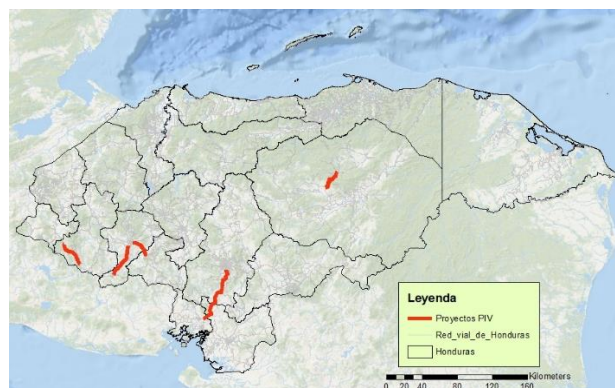 Leyenda
Proyectos PIV
Red_vial_de_Honduras
Honduras
Kilometers
0 20 40 80 120 160